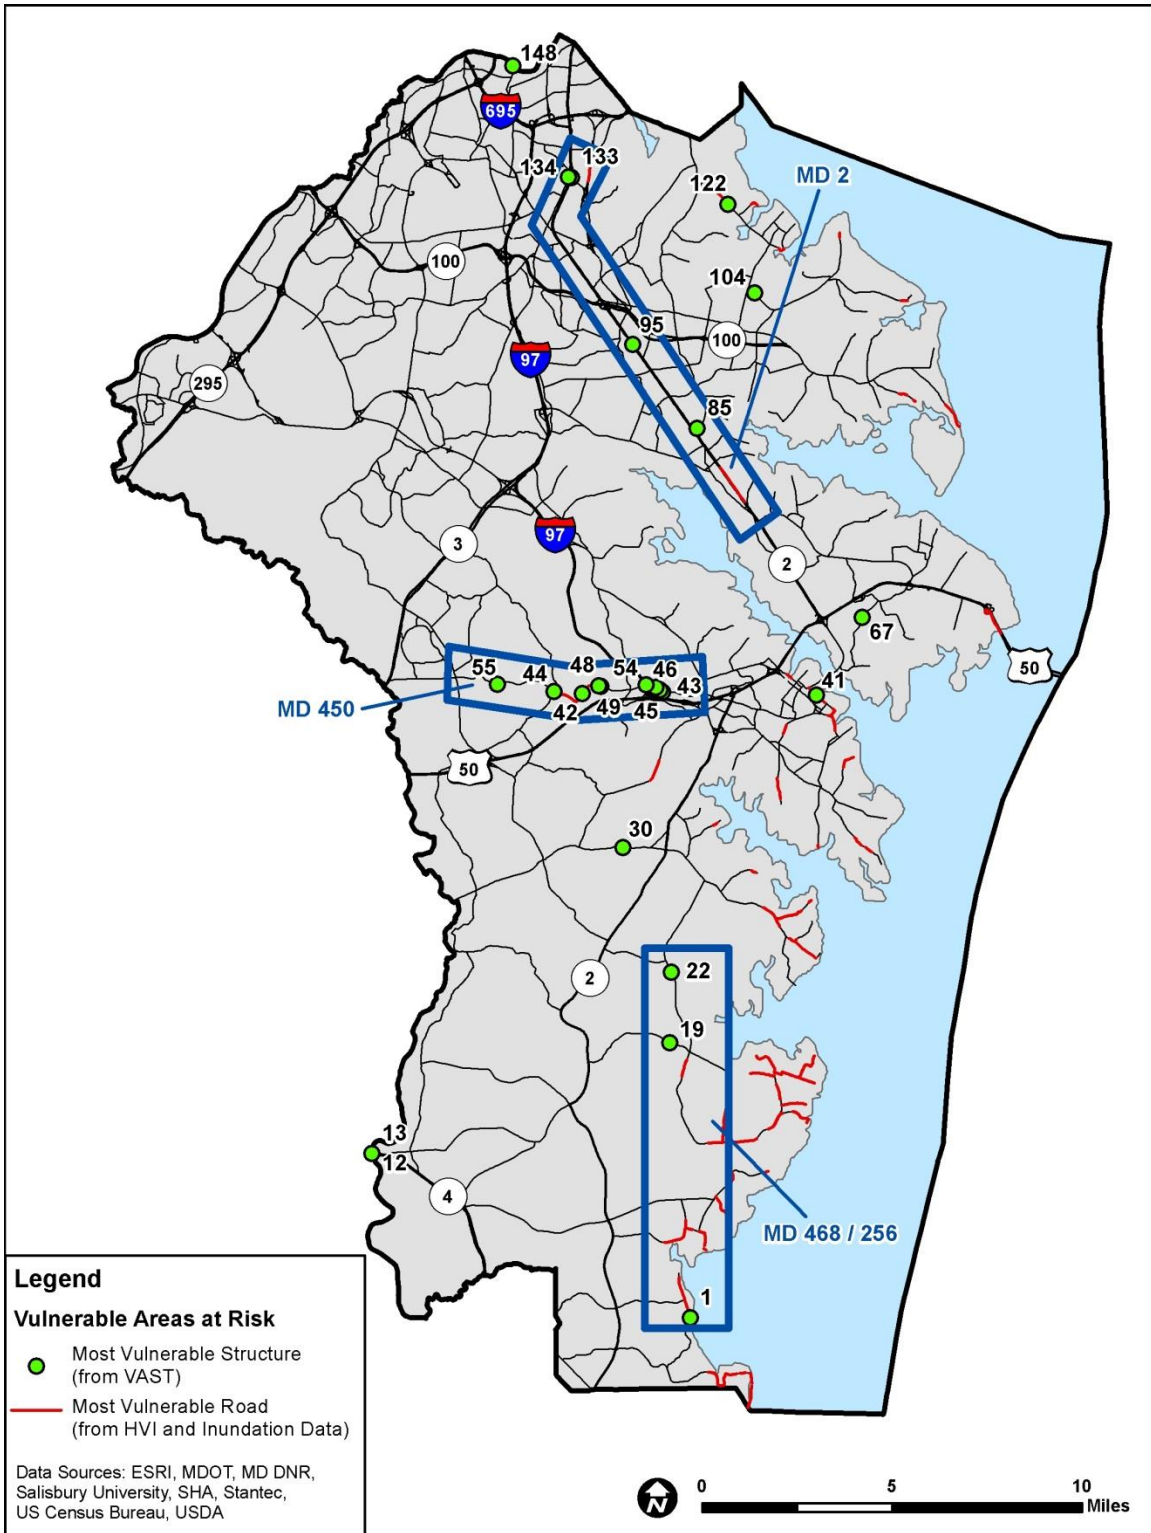 148
695
134
133
MD 2
122
100
104
95
100
97
295
85
97
3
2
67
50
55
44
48
54
46
41
43
MD 450
42
49
45
50
30
22
2
19
13
12
4
MD 468 / 256
1
Legend
Vulnerable Areas at Risk
Most Vulnerable Structure
(from VAST)
Most Vulnerable Road
(from HVI and Inundation Data)
Data Sources: ESRI, MDOT, MD DNR,
Salisbury University, SHA, Stantec,
US Census Bureau, USDA
N
0
5
10
Miles